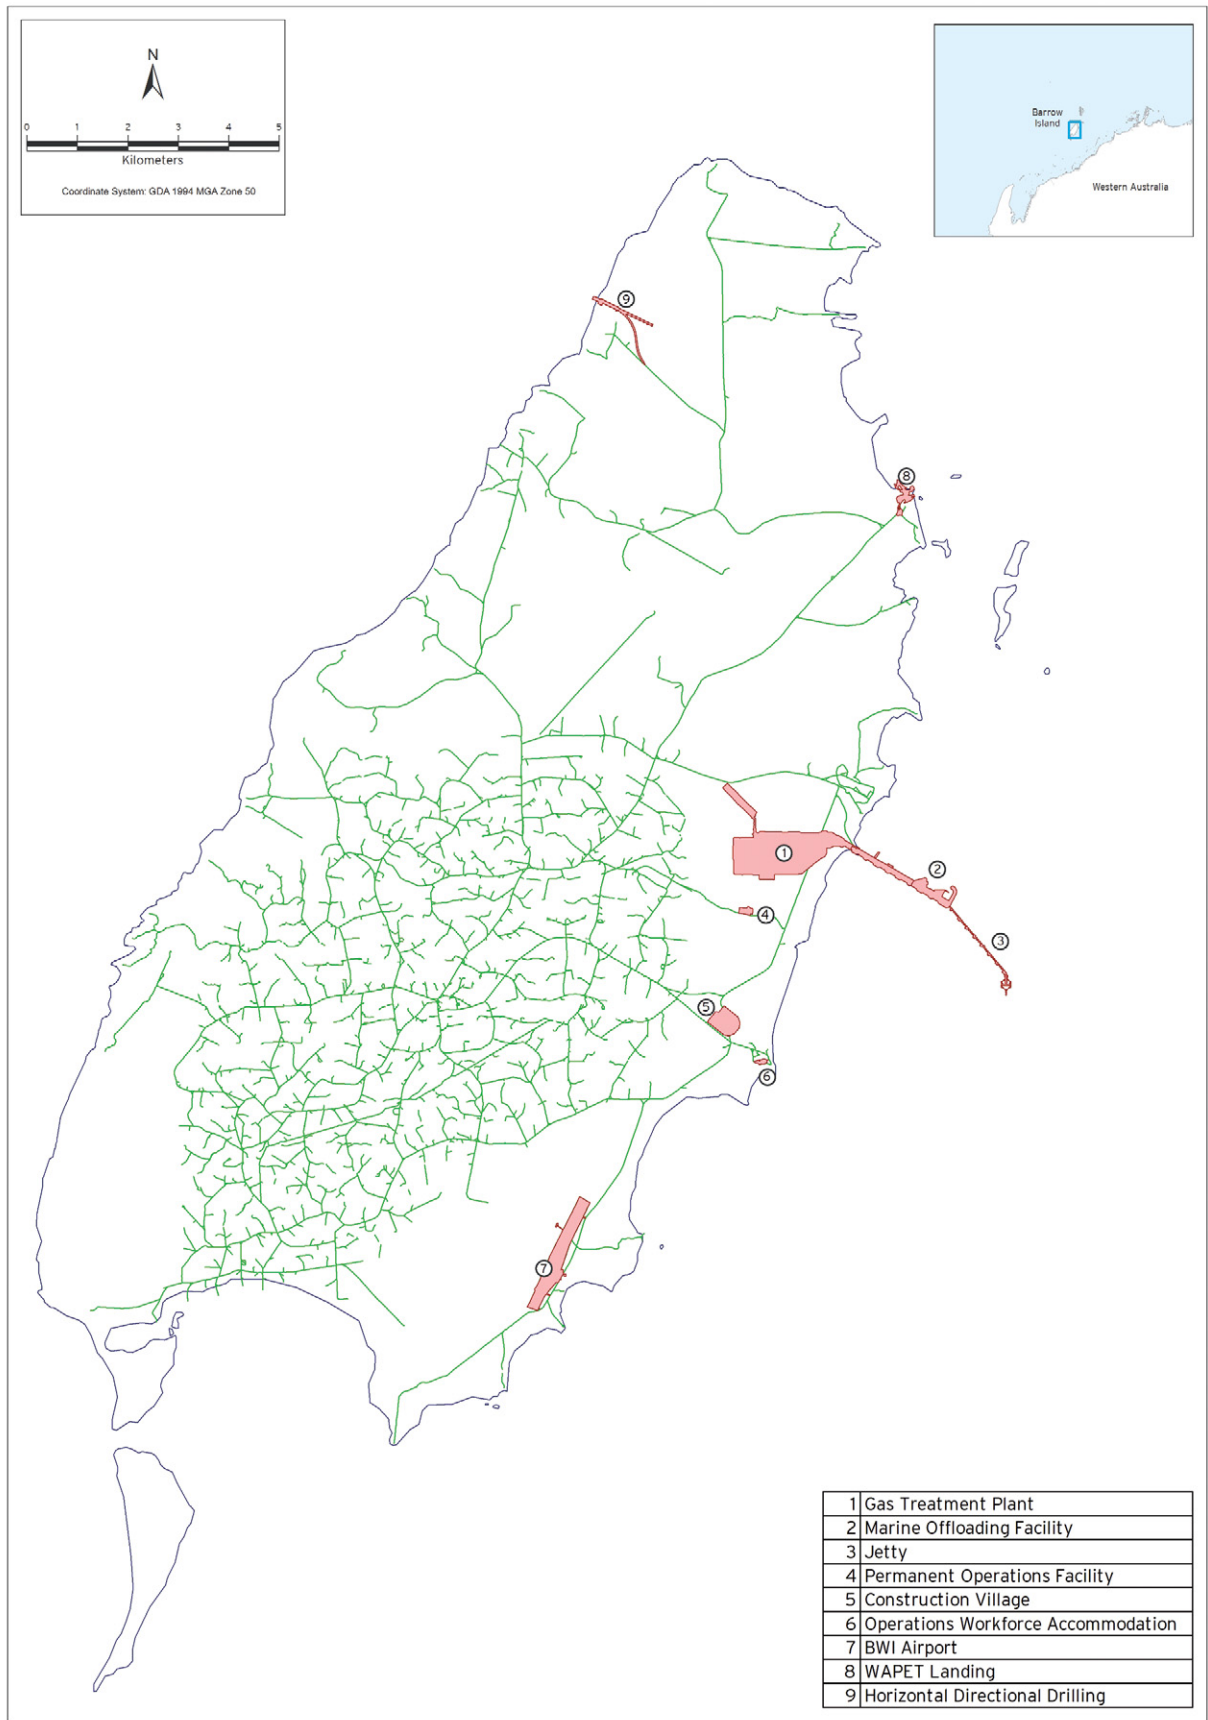 N
0 1 2 3 4 5
Kilometers
Coordinate System: GDA 1994 MGA Zone 50
Barrow
Island
Western Australia
9
8
1
2
4
3
5
6
7
1 Gas Treatment Plant
2 Marine Offloading Facility
3 Jetty
4 Permanent Operations Facility
5 Construction Village
6 Operations Workforce Accommodation
7 BWI Airport
8 WAPET Landing
9 Horizontal Directional Drilling